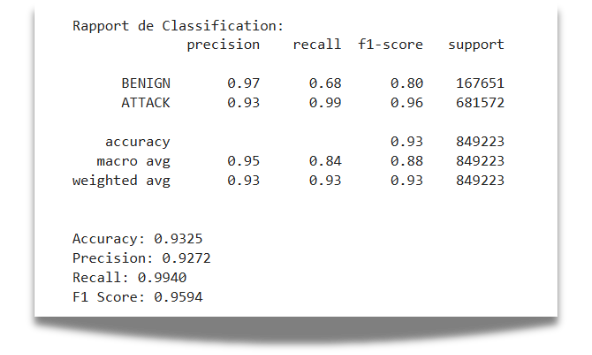 Rapport de Classification:
precision recall f1-score support
BENIGN 0.97 0.68 0.80 167651
ATTACK 0.93 0.99 0.96 681572
accuracy 0.93 849223
macro avg 0.95 0.84 0.88 849223
weighted avg 0.93 0.93 0.93 849223
Accuracy: 0.9325
Precision: 0.9272
Recall: 0.9940
F1 Score: 0.9594